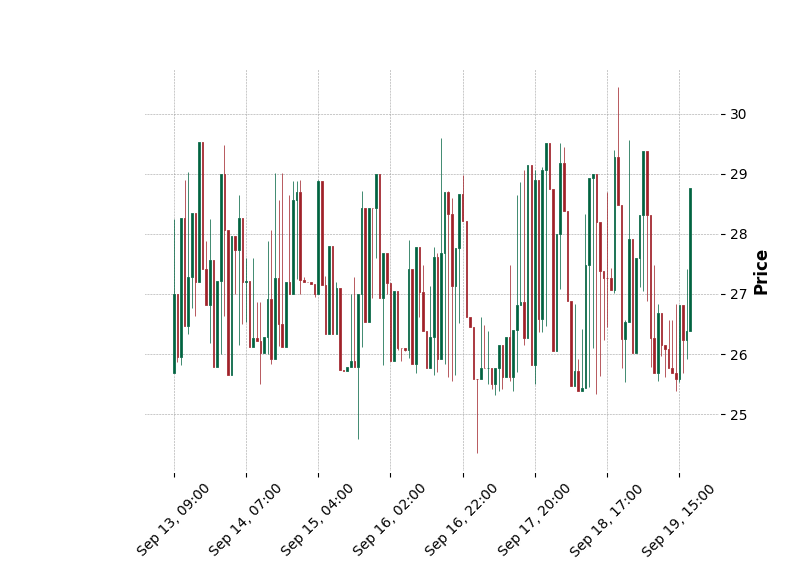 30
29
28
27
26
25
Price
Sep 13, 09:00
Sep 14, 07:00
Sep 15, 04:00
Sep 16, 02:00
Sep 16, 22:00
Sep 17, 20:00
Sep 18, 17:00
Sep 19, 15:00